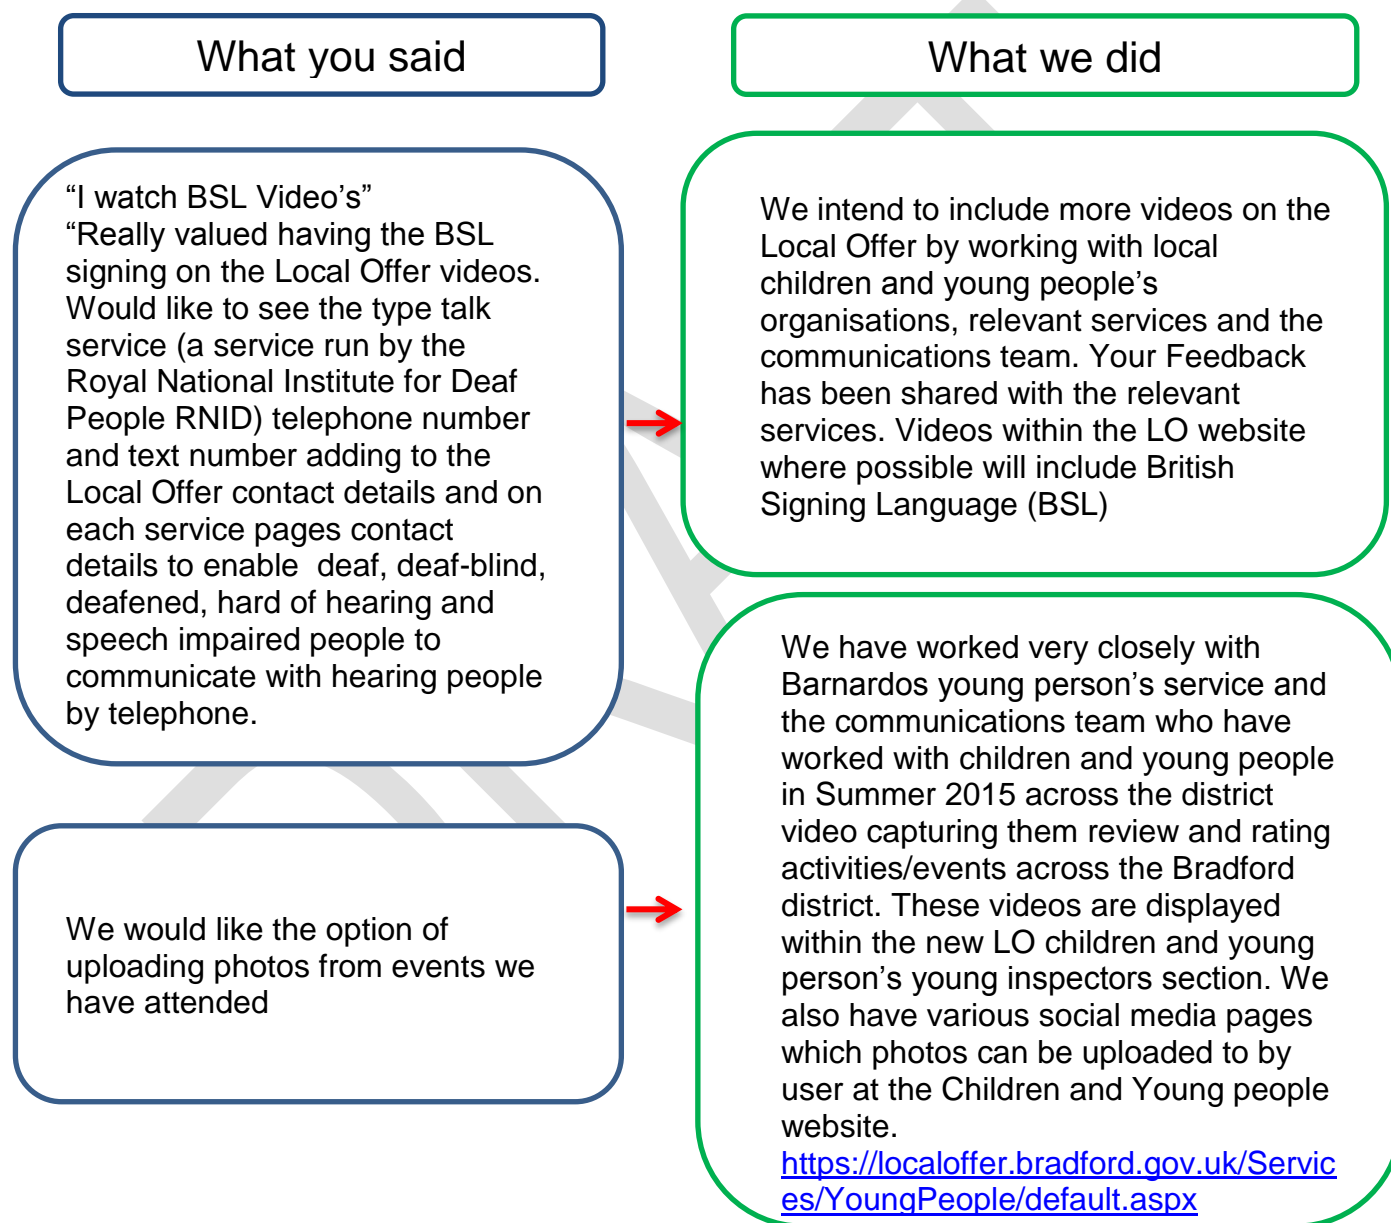 What you said
What we did
“I watch BSL Video’s”
“Really valued having the BSL
signing on the Local Offer videos.
Would like to see the type talk
service (a service run by the
Royal National Institute for Deaf
People RNID) telephone number
and text number adding to the
Local Offer contact details and on
each service pages contact
details to enable  deaf, deaf-blind,
deafened, hard of hearing and
speech impaired people to
communicate with hearing people
by telephone.
We intend to include more videos on the
Local Offer by working with local
children and young people’s
organisations, relevant services and the
communications team. Your Feedback
has been shared with the relevant
services. Videos within the LO website
where possible will include British
Signing Language (BSL)
We would like the option of
uploading photos from events we
have attended
We have worked very closely with
Barnardos young person’s service and
the communications team who have
worked with children and young people
in Summer 2015 across the district
video capturing them review and rating
activities/events across the Bradford
district. These videos are displayed
within the new LO children and young
person’s young inspectors section. We
also have various social media pages
which photos can be uploaded to by
user at the Children and Young people
website.
https://localoffer.bradford.gov.uk/Servic
es/YoungPeople/default.aspx